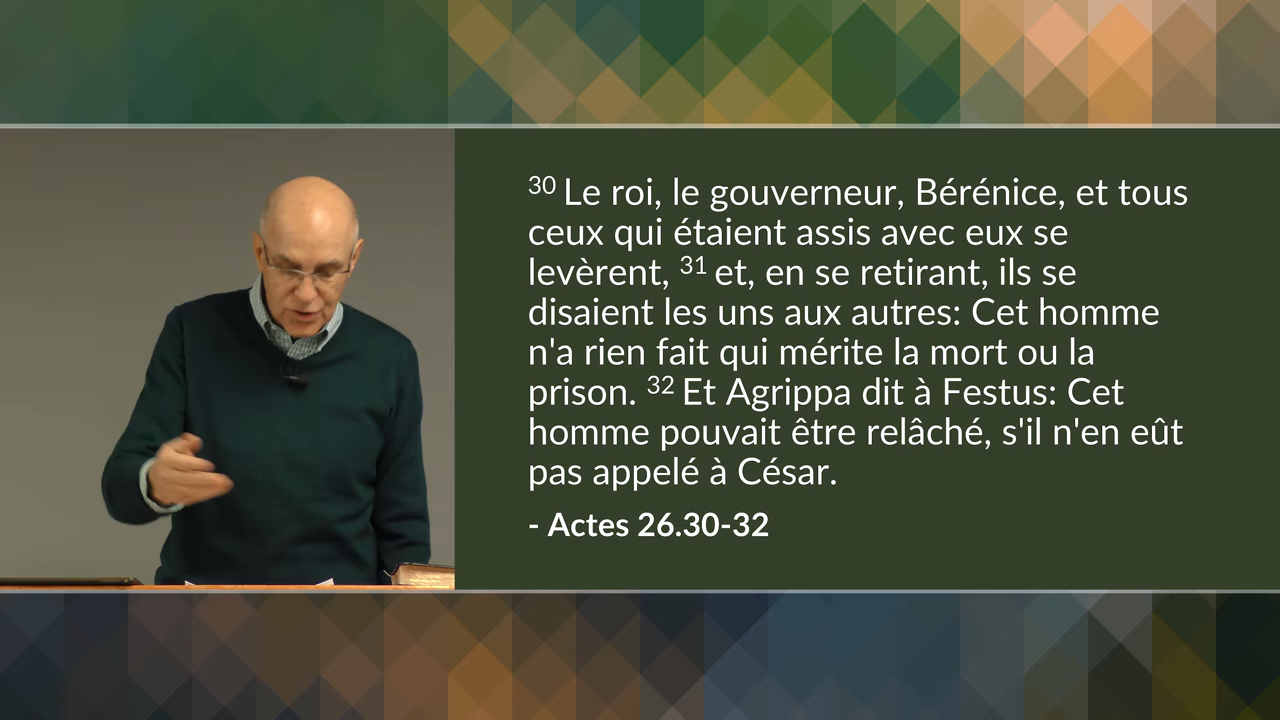 30 Le roi, le gouverneur, Bérénice, et tous
ceux qui étaient assis avec eux se
levèrent, 31 et, en se retirant, ils se
disaient les uns aux autres: Cet homme
n'a rien fait qui mérite la mort ou la
prison. 32 Et Agrippa dit à Festus: Cet
homme pouvait être relâché, s'il n'en eût
pas appelé à César.
- Actes 26.30-32